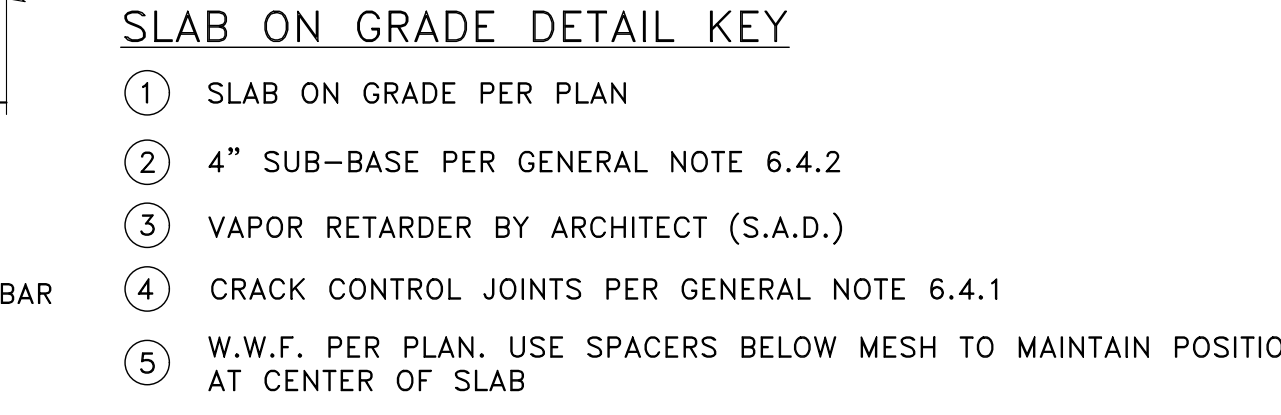 SLAB ON GRADE DETAIL KEY
1 SLAB ON GRADE PER PLAN
2 4” SUB-BASE PER GENERAL NOTE 6.4.2
3 VAPOR RETARDER BY ARCHITECT (S.A.D.)
BAR
4 CRACK CONTROL JOINTS PER GENERAL NOTE 6.4.1
5 W.W.F. PER PLAN. USE SPACERS BELOW MESH TO MAINTAIN POSITIO
AT CENTER OF SLAB